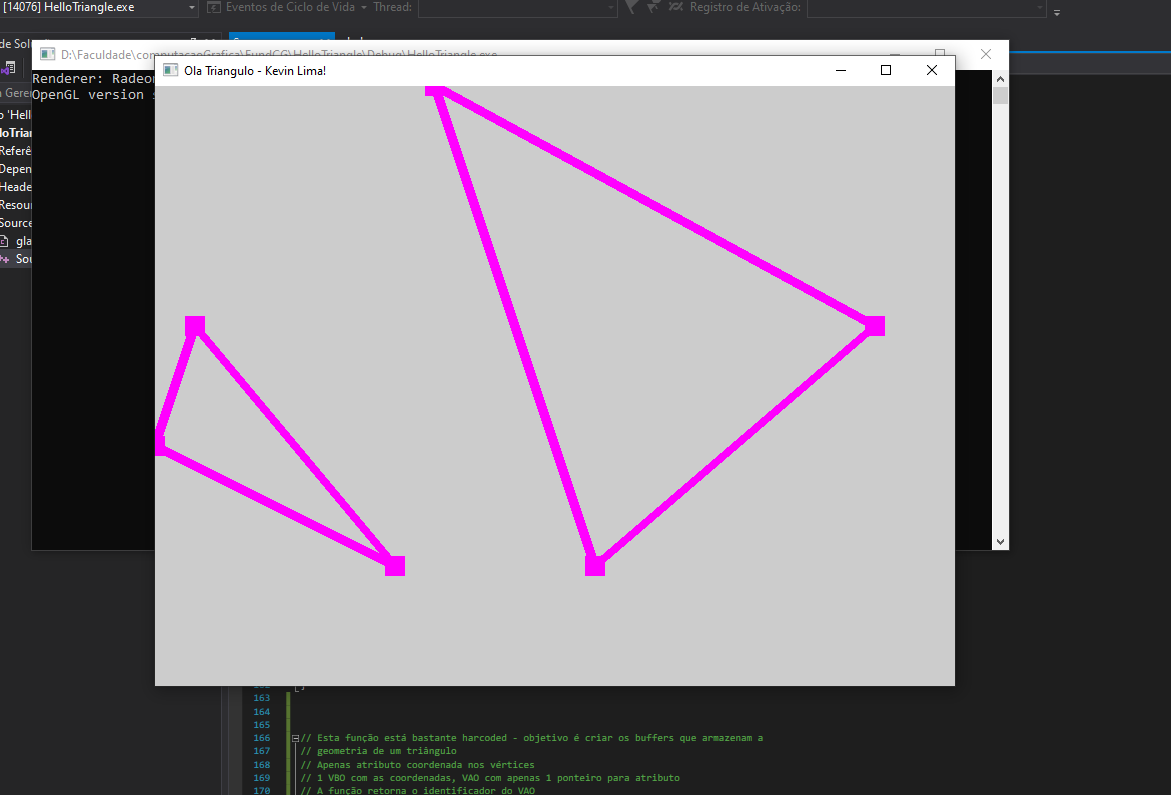 [14076] HelloTriangle.exe
Eventos de Ciclo de Vida
Thread:
Registro de Ativação:
de So
D:\Faculdade\computacaoGrafica\FundCG\HelloTriangle\Debug\HelloTriangle.exe
Ola Triangulo - Kevin Lima!
Renderer: Radeon
OpenGL version s
Geren
o 'Hell
loTrian
Referê
Depen
Heade
Resou
Source
gla
Sou
163
164
165
166 // Esta função está bastante harcoded - objetivo é criar os buffers que armazenam a
167 // geometria de um triângulo
168 // Apenas atributo coordenada nos vértices
169 // 1 VBO com as coordenadas, VAO com apenas 1 ponteiro para atributo
170 // A função retorna o identificador do VAO